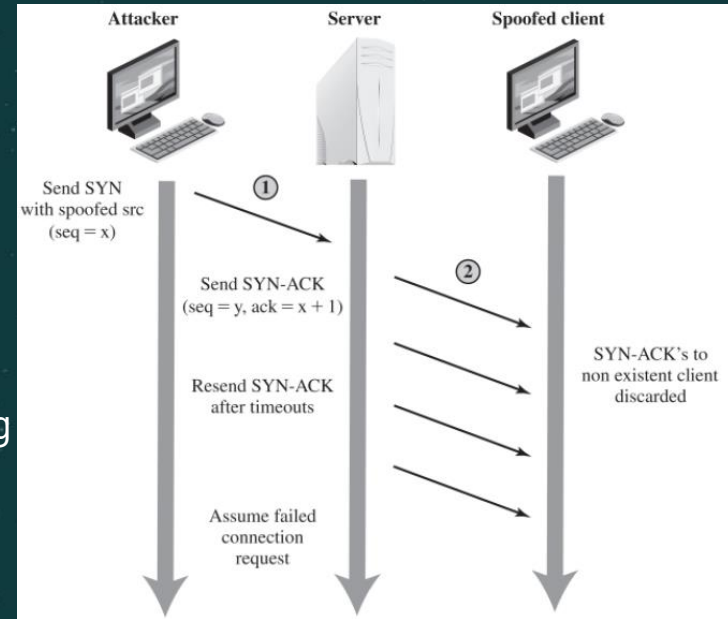 Attacker
Server
Spoofed client
Send SYN
with spoofed src
(seq = x)
1
Send SYN-ACK
(seq = y, ack = x + 1)
2
SYN-ACK's to
non existent client
discarded
Resend SYN-ACK
after timeouts
Assume failed
connection
request
g